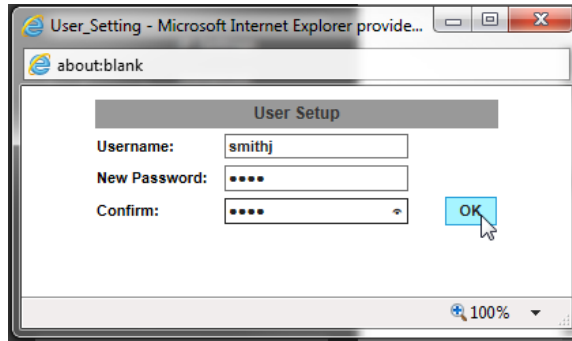 User_Setting - Microsoft Internet Explorer provide...
about:blank
User Setup
Username: smithj
New Password: ••••
Confirm: ••••
OK
100%